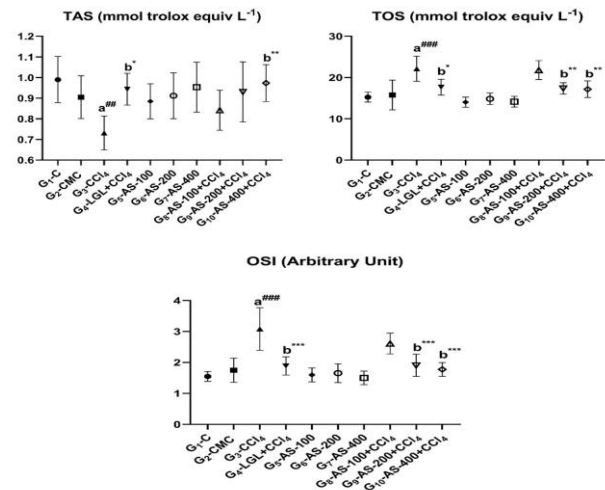 TAS (mmol trolox equiv L⁻¹)
1.2
1.1
1.0
0.9
0.8
0.7
0.6
a##
b*
b**
G₁-C
G₂-CMC
G₃-CCl₄
G₄-LGL+CCl₄
G₅-AS-100
G₆-AS-200
G₇-AS-400
G₈-AS-100+CCl₄
G₉-AS-200+CCl₄
G₁₀-AS-400+CCl₄
TOS (mmol trolox equiv L⁻¹)
30
20
10
0
a###
b*
b**
b**
G₁-C
G₂-CMC
G₃-CCl₄
G₄-LGL+CCl₄
G₅-AS-100
G₆-AS-200
G₇-AS-400
G₈-AS-100+CCl₄
G₉-AS-200+CCl₄
G₁₀-AS-400+CCl₄
OSI (Arbitrary Unit)
4
3
2
1
0
a###
b***
b***
b***
G₁-C
G₂-CMC
G₃-CCl₄
G₄-LGL+CCl₄
G₅-AS-100
G₆-AS-200
G₇-AS-400
G₈-AS-100+CCl₄
G₉-AS-200+CCl₄
G₁₀-AS-400+CCl₄